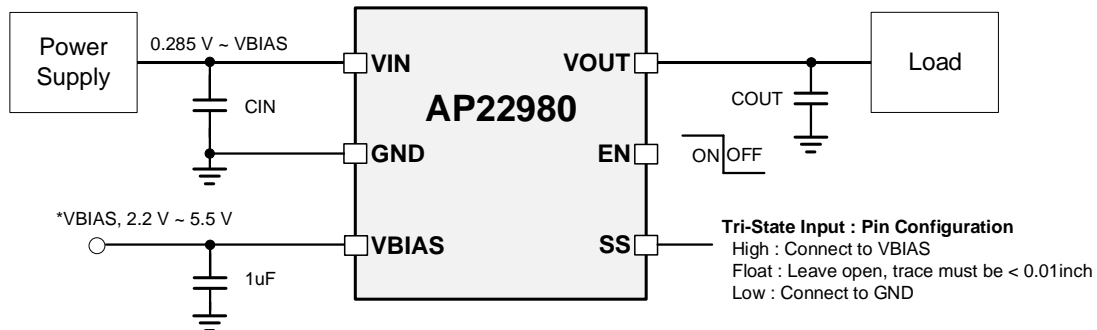 Power
Supply
0.285 V ~ VBIAS
CIN
VIN
VOUT
AP22980
GND
EN
VBIAS
SS
COUT
Load
ON OFF
*VBIAS, 2.2 V ~ 5.5 V
1uF
Tri-State Input : Pin Configuration
High : Connect to VBIAS
Float : Leave open, trace must be < 0.01inch
Low : Connect to GND